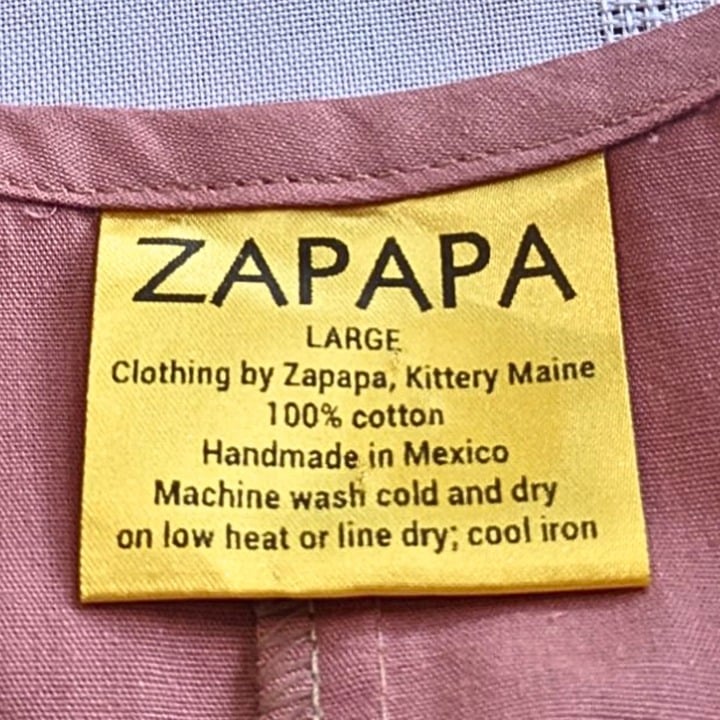 ZAPAPA
LARGE
Clothing by Zapapa, Kittery Maine
100% cotton
Handmade in Mexico
Machine wash cold and dry
on low heat or line dry; cool iron